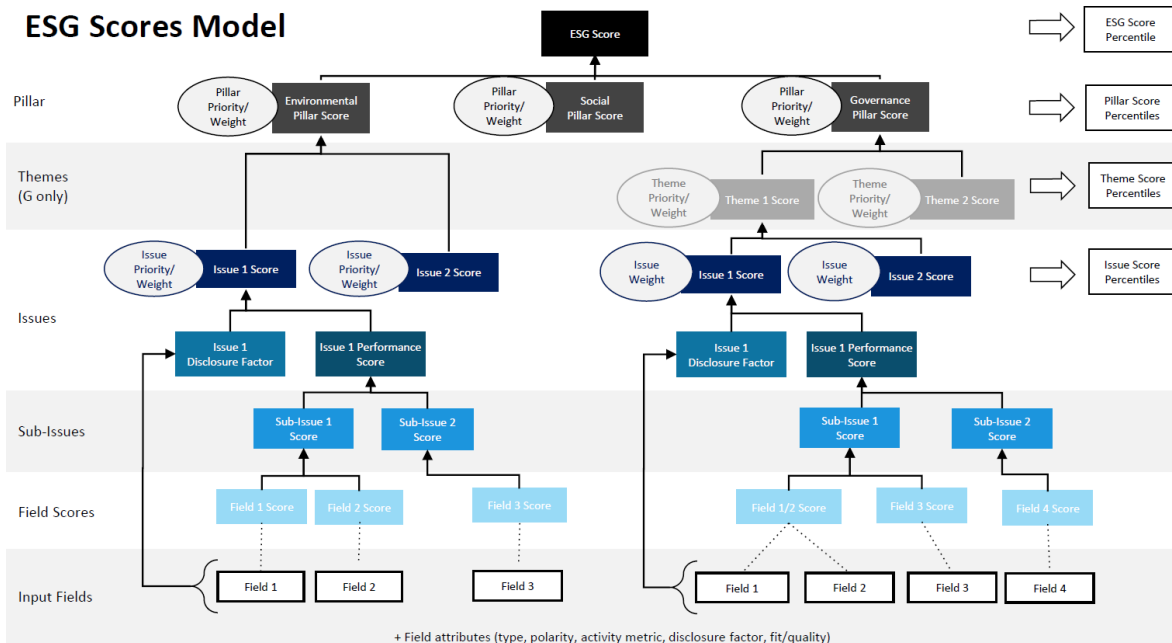 ESG Scores Model
ESG Score
ESG Score
Percentile
Pillar
Pillar
Priority/
Weight
Environmental
Pillar Score
Pillar
Priority/
Weight
Social
Pillar Score
Pillar
Priority/
Weight
Governance
Pillar Score
Pillar Score
Percentiles
Themes
(G only)
Theme
Priority/
Weight
Theme 1 Score
Theme
Priority/
Weight
Theme 2 Score
Theme Score
Percentiles
Issue
Priority/
Weight
Issue 1 Score
Issue
Priority/
Weight
Issue 2 Score
Issue
Weight
Issue 1 Score
Issue
Weight
Issue 2 Score
Issue Score
Percentiles
Issues
Issue 1
Disclosure Factor
Issue 1 Performance
Score
Issue 1
Disclosure Factor
Issue 1 Performance
Score
Sub-Issues
Sub-Issue 1
Score
Sub-Issue 2
Score
Sub-Issue 1
Score
Sub-Issue 2
Score
Field Scores
Field 1 Score
Field 2 Score
Field 3 Score
Field 1/2 Score
Field 3 Score
Field 4 Score
Input Fields
Field 1
Field 2
Field 3
Field 1
Field 2
Field 3
Field 4
+ Field attributes (type, polarity, activity metric, disclosure factor, fit/quality)